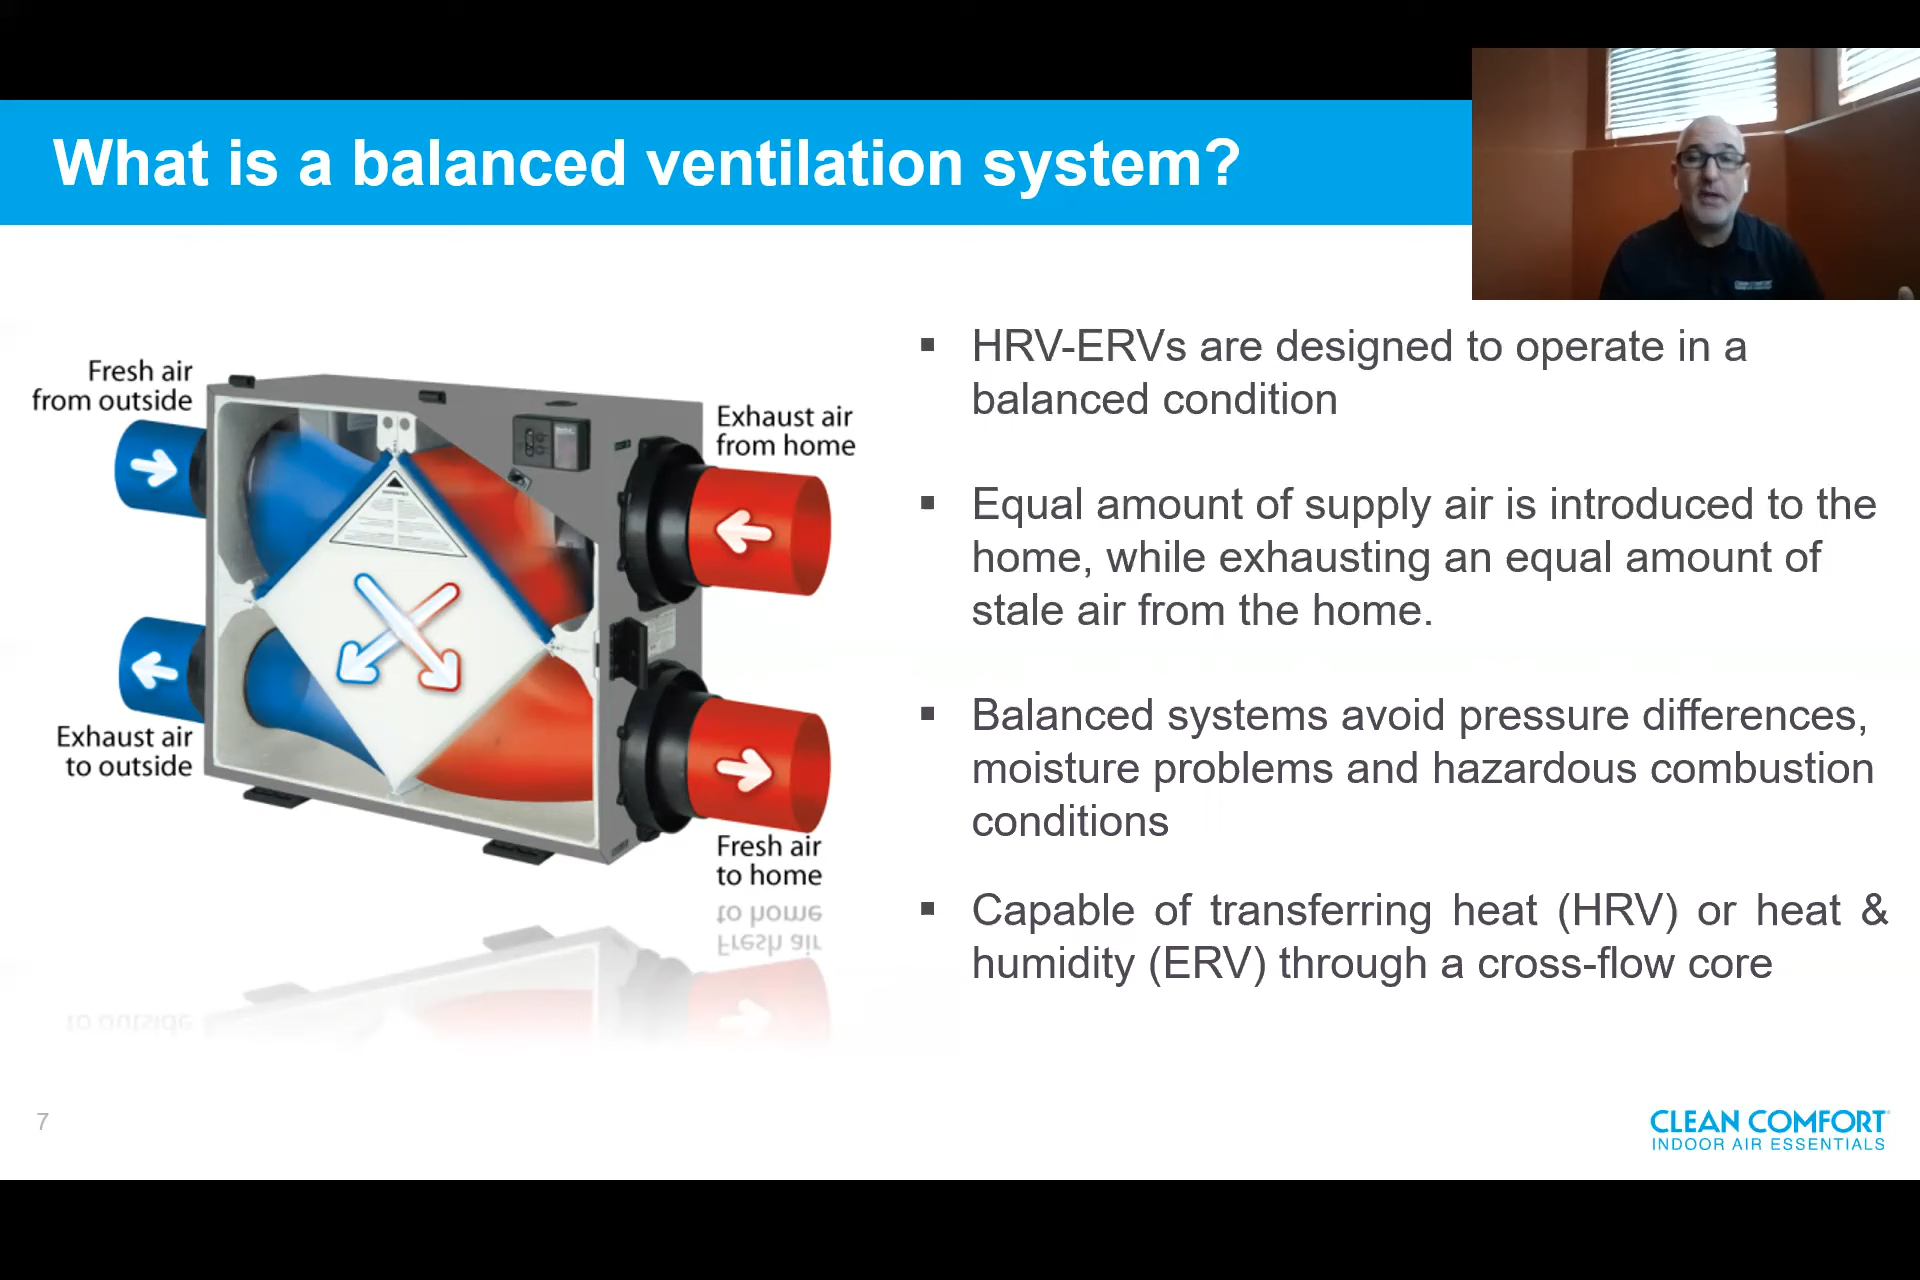 What is a balanced ventilation system?
Fresh air
from outside
Exhaust air
from home
Exhaust air
to outside
Fresh air
to home
▪ HRV-ERVs are designed to operate in a
balanced condition
▪ Equal amount of supply air is introduced to the
home, while exhausting an equal amount of
stale air from the home.
▪ Balanced systems avoid pressure differences,
moisture problems and hazardous combustion
conditions
▪ Capable of transferring heat (HRV) or heat &
humidity (ERV) through a cross-flow core
7
CLEAN COMFORT
INDOOR AIR ESSENTIALS